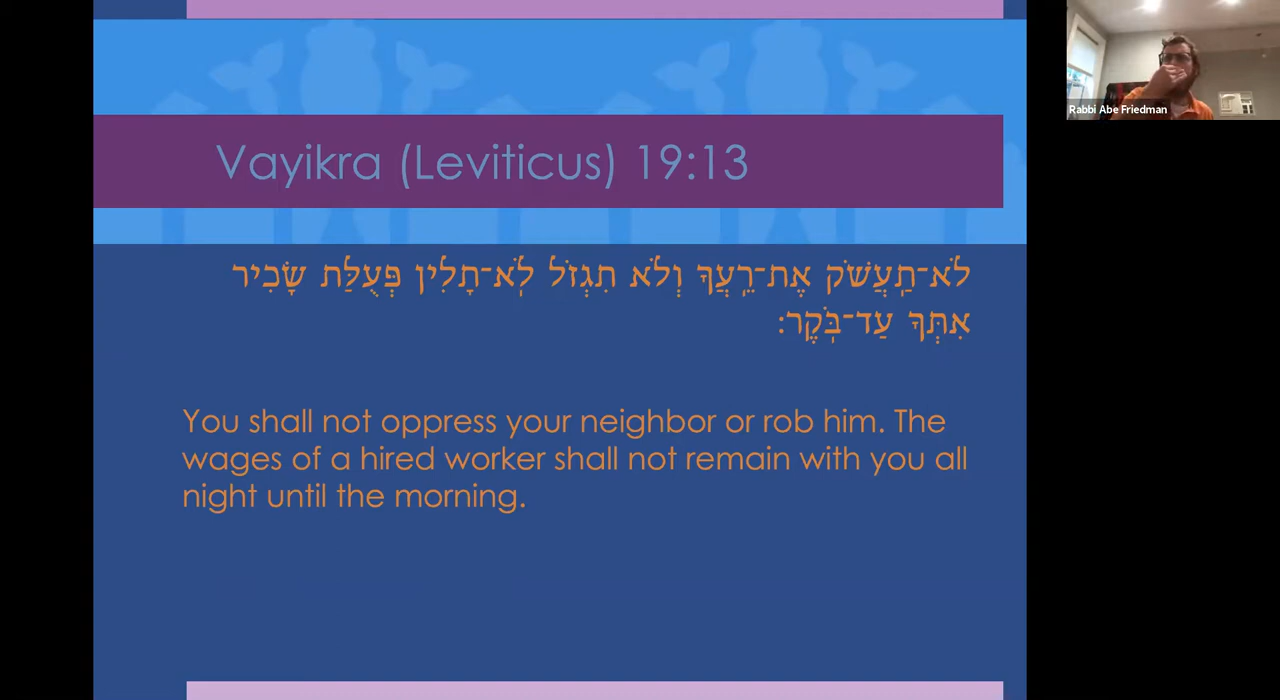 Vayikra (Leviticus) 19:13
לֹֽא־תַעֲשֹׁק אֶת־רֵֽעֲךָ וְלֹא תִגְזֹל לֹֽא־תָלִין פְּעֻלַּת שָׂכִיר
אִתְּךָ עַד־בֹּֽקֶר׃
You shall not oppress your neighbor or rob him. The
wages of a hired worker shall not remain with you all
night until the morning.
Rabbi Abe Friedman